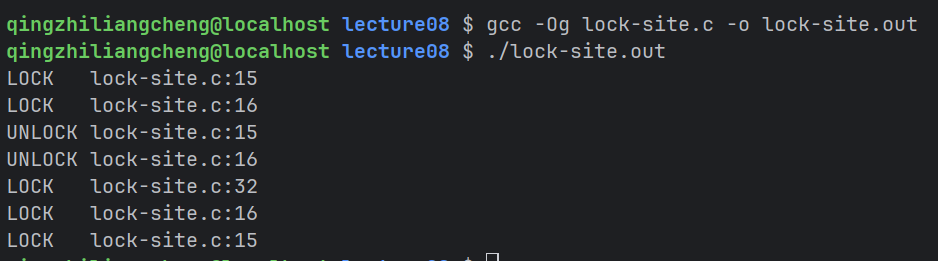 qingzhiliangcheng@localhost lecture08 $ gcc -Og lock-site.c -o lock-site.out
qingzhiliangcheng@localhost lecture08 $ ./lock-site.out
LOCK   lock-site.c:15
LOCK   lock-site.c:16
UNLOCK lock-site.c:15
UNLOCK lock-site.c:16
LOCK   lock-site.c:32
LOCK   lock-site.c:16
LOCK   lock-site.c:15